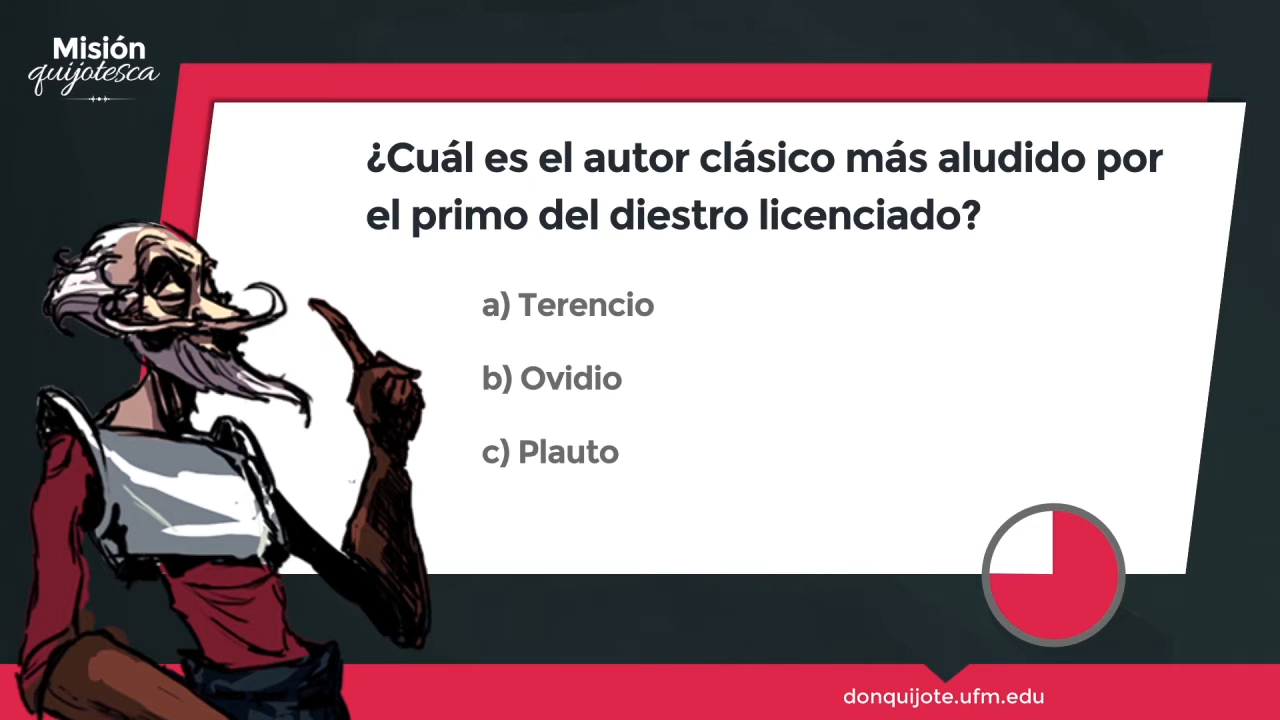 Misión
quijotesca
¿Cuál es el autor clásico más aludido por
el primo del diestro licenciado?
a) Terencio
b) Ovidio
c) Plauto
donquijote.ufm.edu